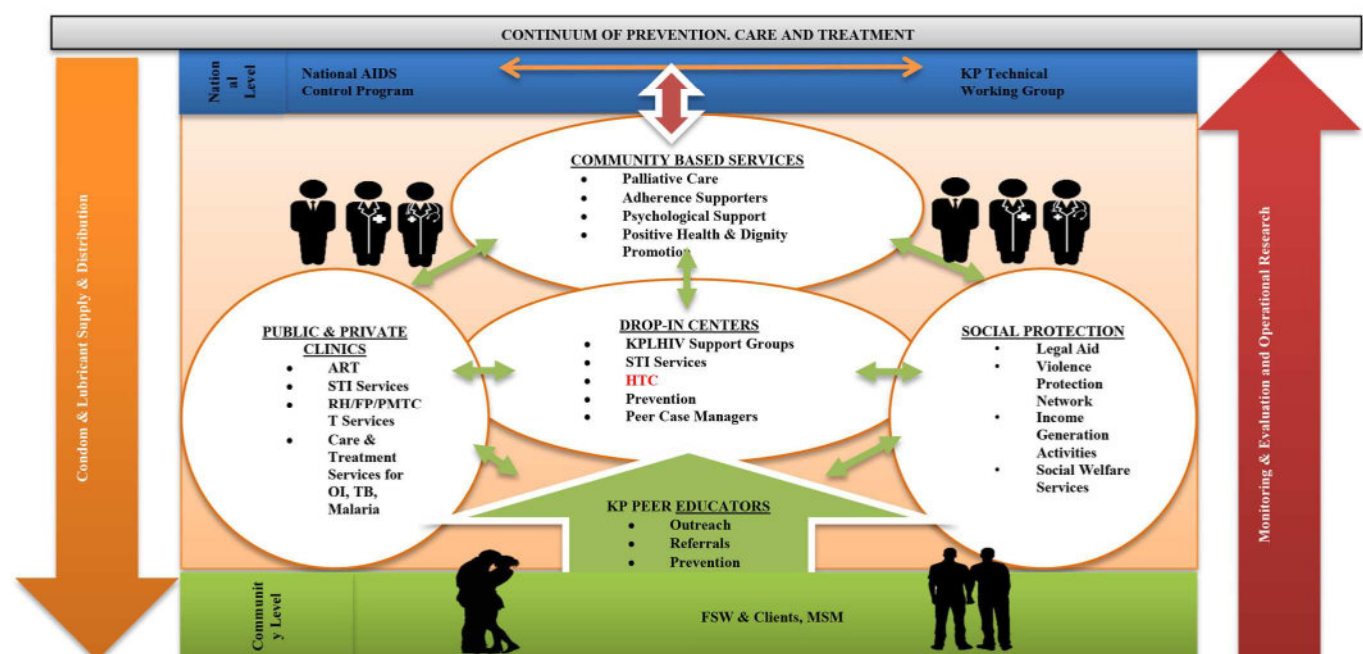 CONTINUUM OF PREVENTION. CARE AND TREATMENT
Nation
al
Level
National AIDS
Control Program
KP Technical
Working Group
Condom & Lubricant Supply & Distribution
COMMUNITY BASED SERVICES
• Palliative Care
• Adherence Supporters
• Psychological Support
• Positive Health & Dignity
Promotion
PUBLIC & PRIVATE
CLINICS
• ART
• STI Services
• RH/FP/PMTC
T Services
• Care &
Treatment
Services for
OI, TB,
Malaria
DROP-IN CENTERS
• KPLHIV Support Groups
• STI Services
• HTC
• Prevention
• Peer Case Managers
SOCIAL PROTECTION
• Legal Aid
• Violence
Protection
Network
• Income
Generation
Activities
• Social Welfare
Services
Monitoring & Evaluation and Operational Research
KP PEER EDUCATORS
• Outreach
• Referrals
• Prevention
Communit
y Level
FSW & Clients, MSM